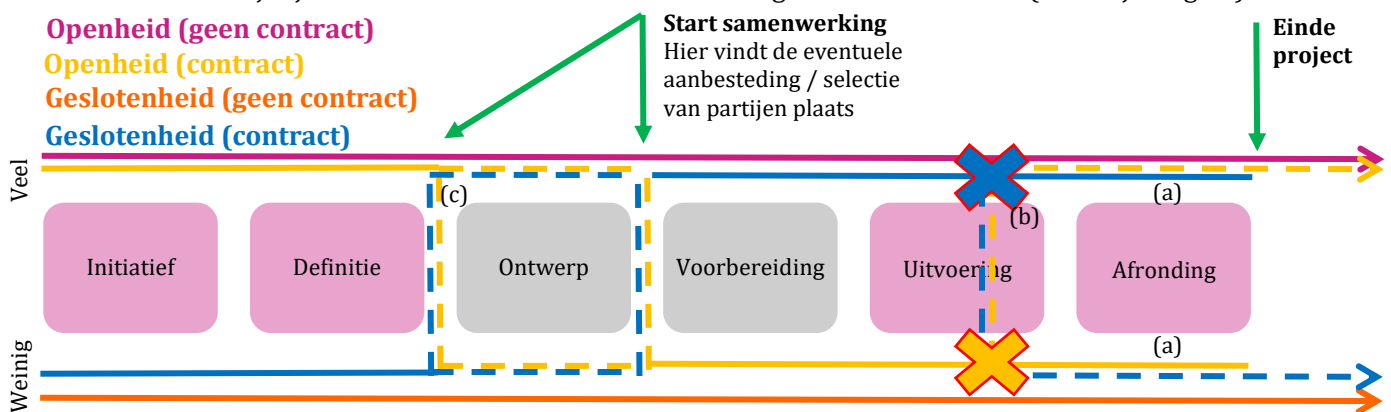 Openheid (geen contract)
Openheid (contract)
Geslotenheid (geen contract)
Geslotenheid (contract)
Start samenwerking
Hier vindt de eventuele
aanbesteding / selectie
van partijen plaats
Einde
project
Veel
(c)
(a)
(b)
Initiatief
Definitie
Ontwerp
Voorbereiding
Uitvoering
Afronding
(a)
Weinig